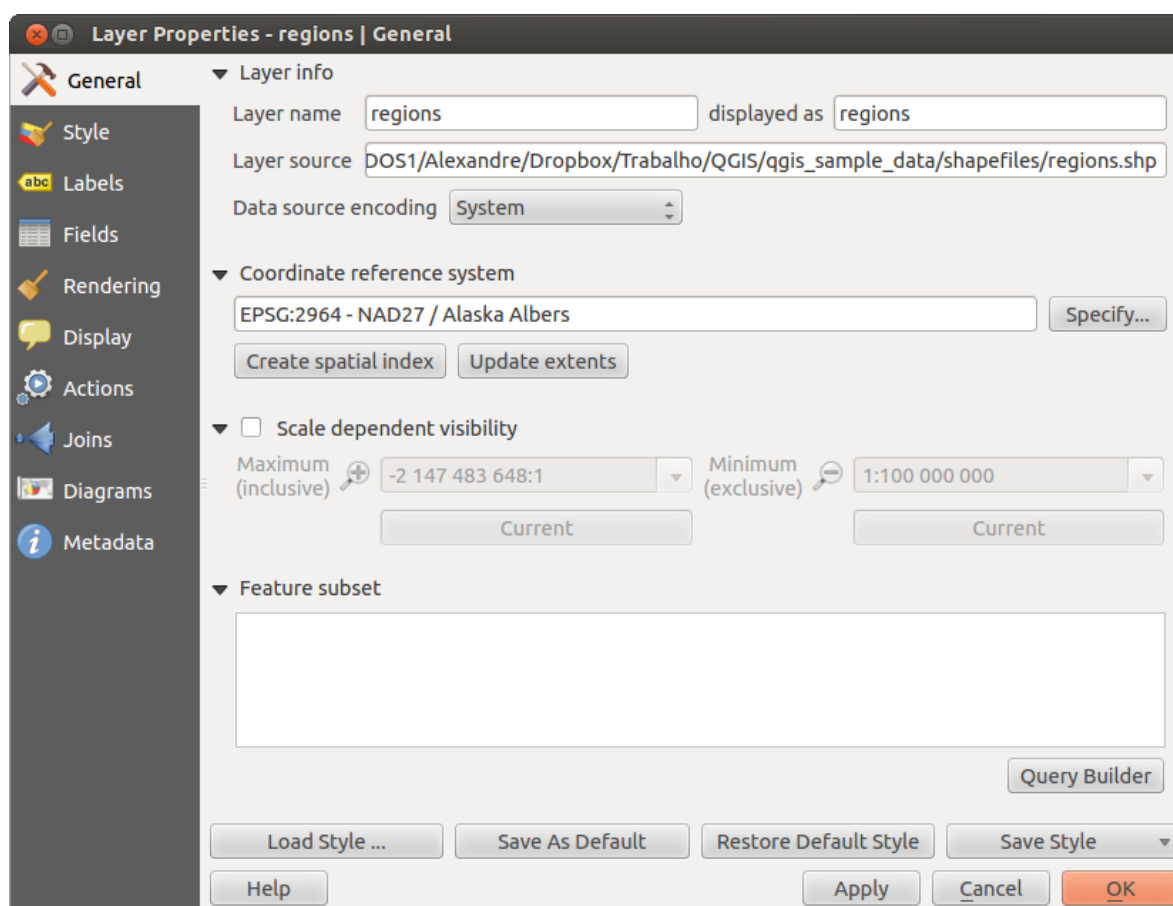 Layer Properties - regions | General
General
Style
abc Labels
Fields
Rendering
Display
Actions
Joins
Diagrams
i Metadata
Layer info
Layer name regions displayed as regions
Layer source DOS1/Alexandre/Dropbox/Trabalho/QGIS/qgis_sample_data/shapefiles/regions.shp
Data source encoding System
Coordinate reference system
EPSG:2964 - NAD27 / Alaska Albers Specify...
Create spatial index Update extents
Scale dependent visibility
Maximum (inclusive) -2 147 483 648:1 Minimum (exclusive) 1:100 000 000
Current Current
Feature subset
Query Builder
Load Style ... Save As Default Restore Default Style Save Style
Help Apply Cancel OK